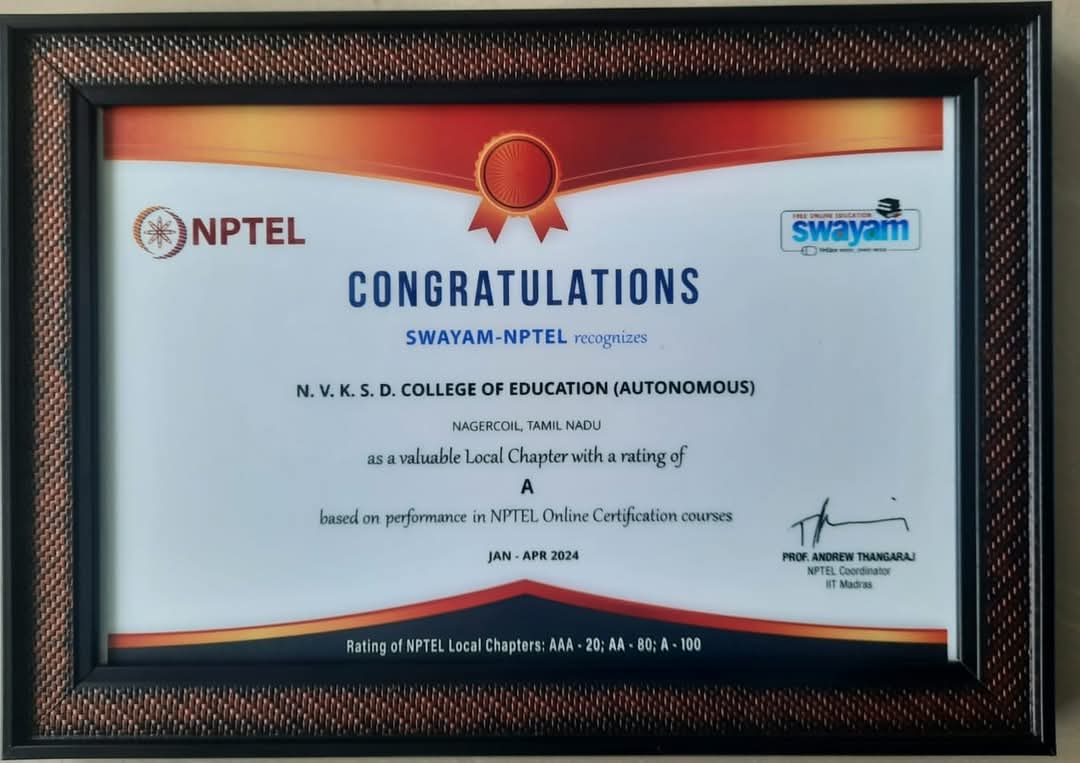 NPTEL
FREE ONLINE EDUCATION
swayam
CONGRATULATIONS
SWAYAM-NPTEL recognizes
N. V. K. S. D. COLLEGE OF EDUCATION (AUTONOMOUS)
NAGERCOIL, TAMIL NADU
as a valuable Local Chapter with a rating of
A
based on performance in NPTEL Online Certification courses
JAN - APR 2024
PROF. ANDREW THANGARAJ
NPTEL Coordinator
IIT Madras
Rating of NPTEL Local Chapters: AAA - 20; AA - 80; A - 100